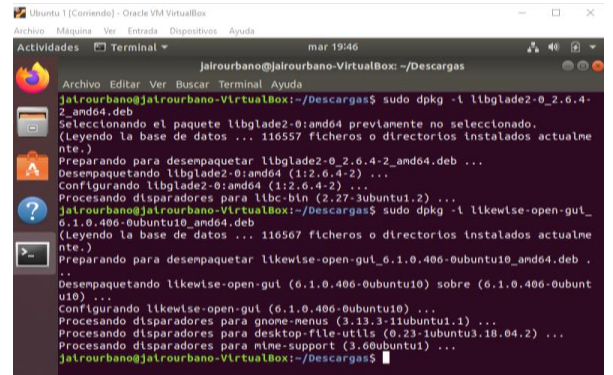 Ubuntu 1 [Corriendo] - Oracle VM VirtualBox
Archivo Máquina Ver Entrada Dispositivos Ayuda
Actividades Terminal mar 19:46
jairourbano@jairourbano-VirtualBox: ~/Descargas
Archivo Editar Ver Buscar Terminal Ayuda
jairourbano@jairourbano-VirtualBox:~/Descargas$ sudo dpkg -i libglade2-0_2.6.4-
2_amd64.deb
Seleccionando el paquete libglade2-0:amd64 previamente no seleccionado.
(Leyendo la base de datos ... 116557 ficheros o directorios instalados actualme
nte.)
Preparando para desempaquetar libglade2-0_2.6.4-2_amd64.deb ...
Desempaquetando libglade2-0:amd64 (1:2.6.4-2) ...
Configurando libglade2-0:amd64 (1:2.6.4-2) ...
Procesando disparadores para libc-bin (2.27-3ubuntu1.2) ...
jairourbano@jairourbano-VirtualBox:~/Descargas$ sudo dpkg -i likewise-open-gui_
6.1.0.406-0ubuntu10_amd64.deb
(Leyendo la base de datos ... 116567 ficheros o directorios instalados actualme
nte.)
Preparando para desempaquetar likewise-open-gui_6.1.0.406-0ubuntu10_amd64.deb .
..
Desempaquetando likewise-open-gui (6.1.0.406-0ubuntu10) sobre (6.1.0.406-0ubunt
u10) ...
Configurando likewise-open-gui (6.1.0.406-0ubuntu10) ...
Procesando disparadores para gnome-menus (3.13.3-11ubuntu1.1) ...
Procesando disparadores para desktop-file-utils (0.23-1ubuntu3.18.04.2) ...
Procesando disparadores para mime-support (3.60ubuntu1) ...
jairourbano@jairourbano-VirtualBox:~/Descargas$